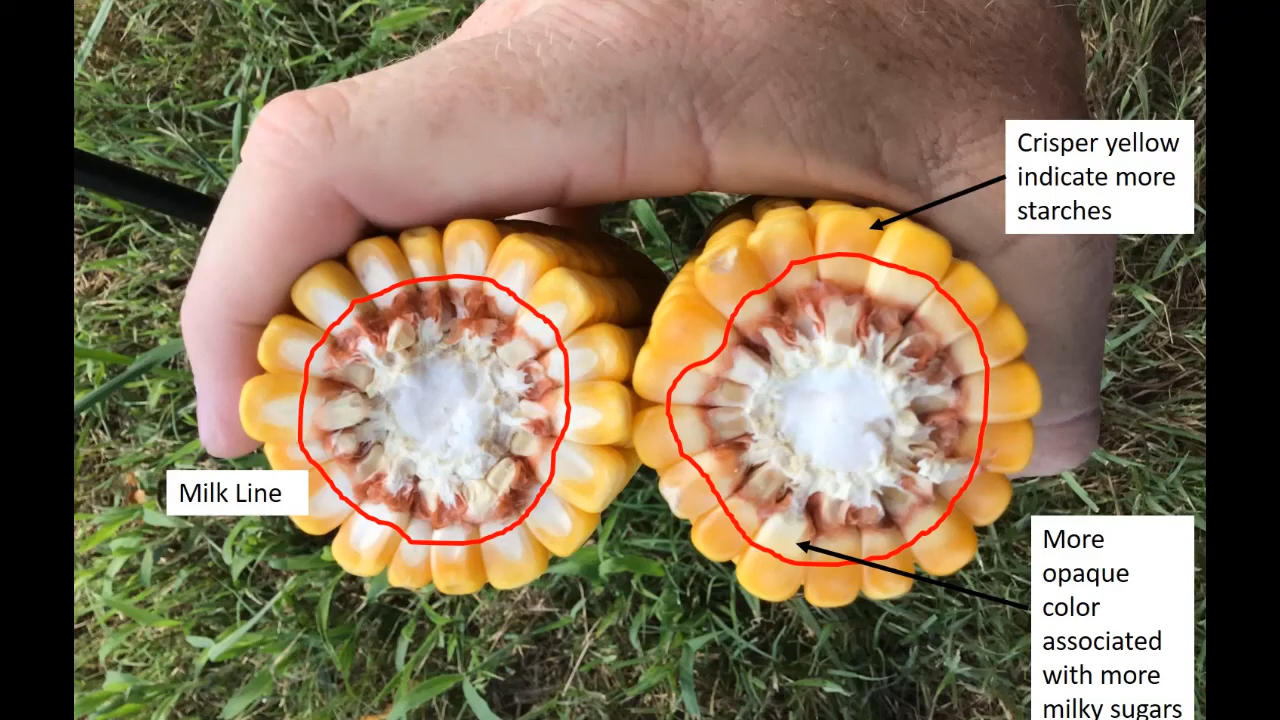 Crisper yellow
indicate more
starches
Milk Line
More
opaque
color
associated
with more
milky sugars